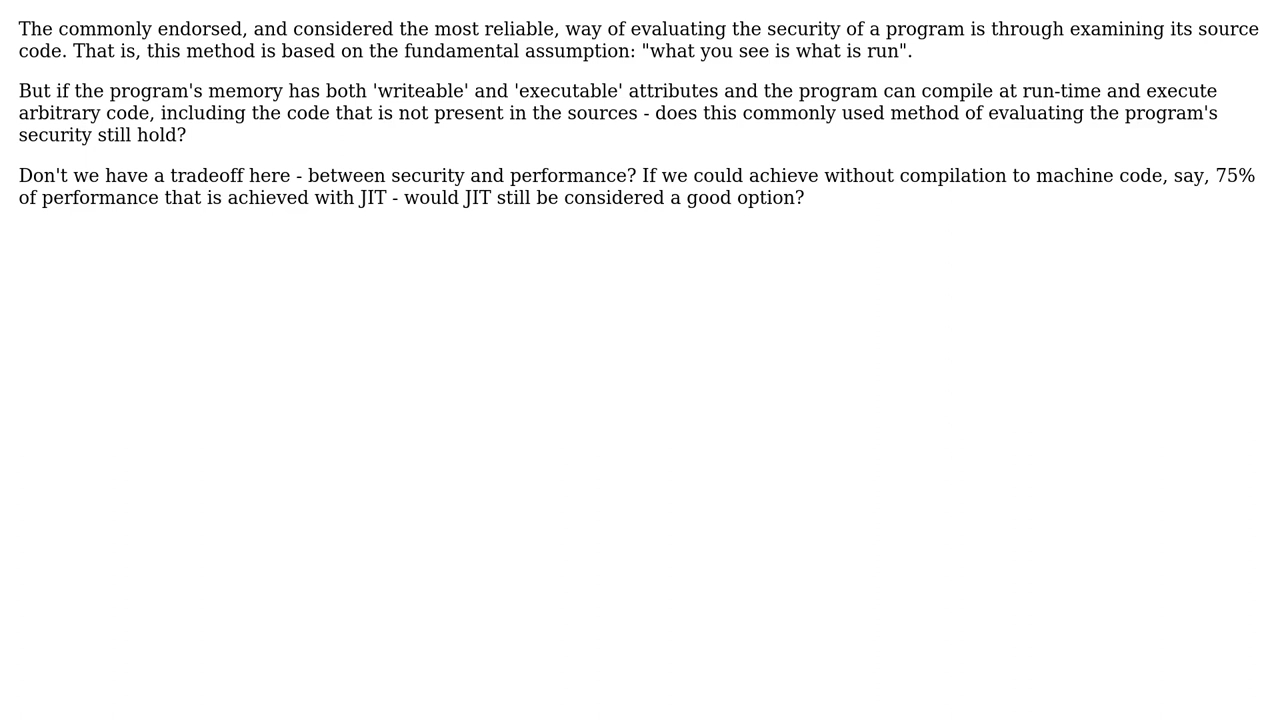 The commonly endorsed, and considered the most reliable, way of evaluating the security of a program is through examining its source
code. That is, this method is based on the fundamental assumption: "what you see is what is run".
But if the program's memory has both 'writeable' and 'executable' attributes and the program can compile at run-time and execute
arbitrary code, including the code that is not present in the sources - does this commonly used method of evaluating the program's
security still hold?
Don't we have a tradeoff here - between security and performance? If we could achieve without compilation to machine code, say, 75%
of performance that is achieved with JIT - would JIT still be considered a good option?